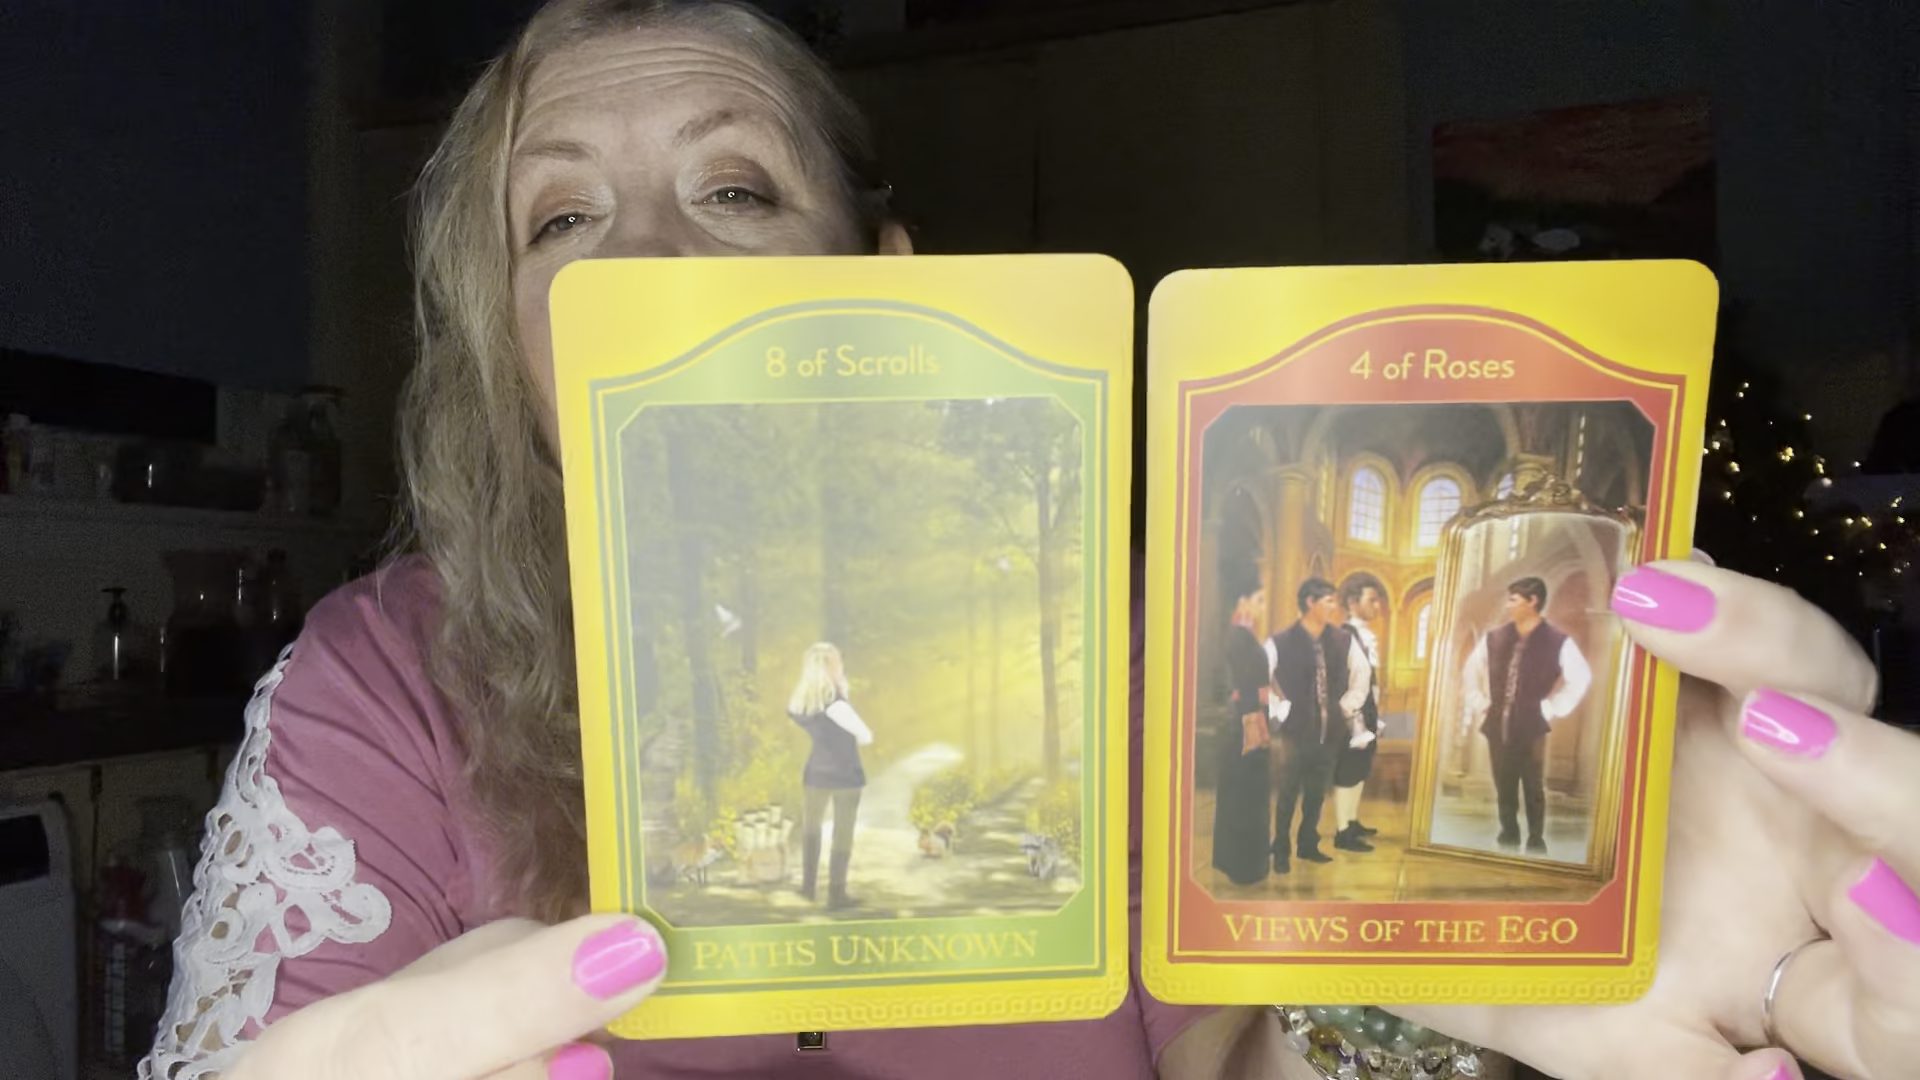 8 of Scrolls
PATHS UNKNOWN
4 of Roses
VIEWS OF THE EGO